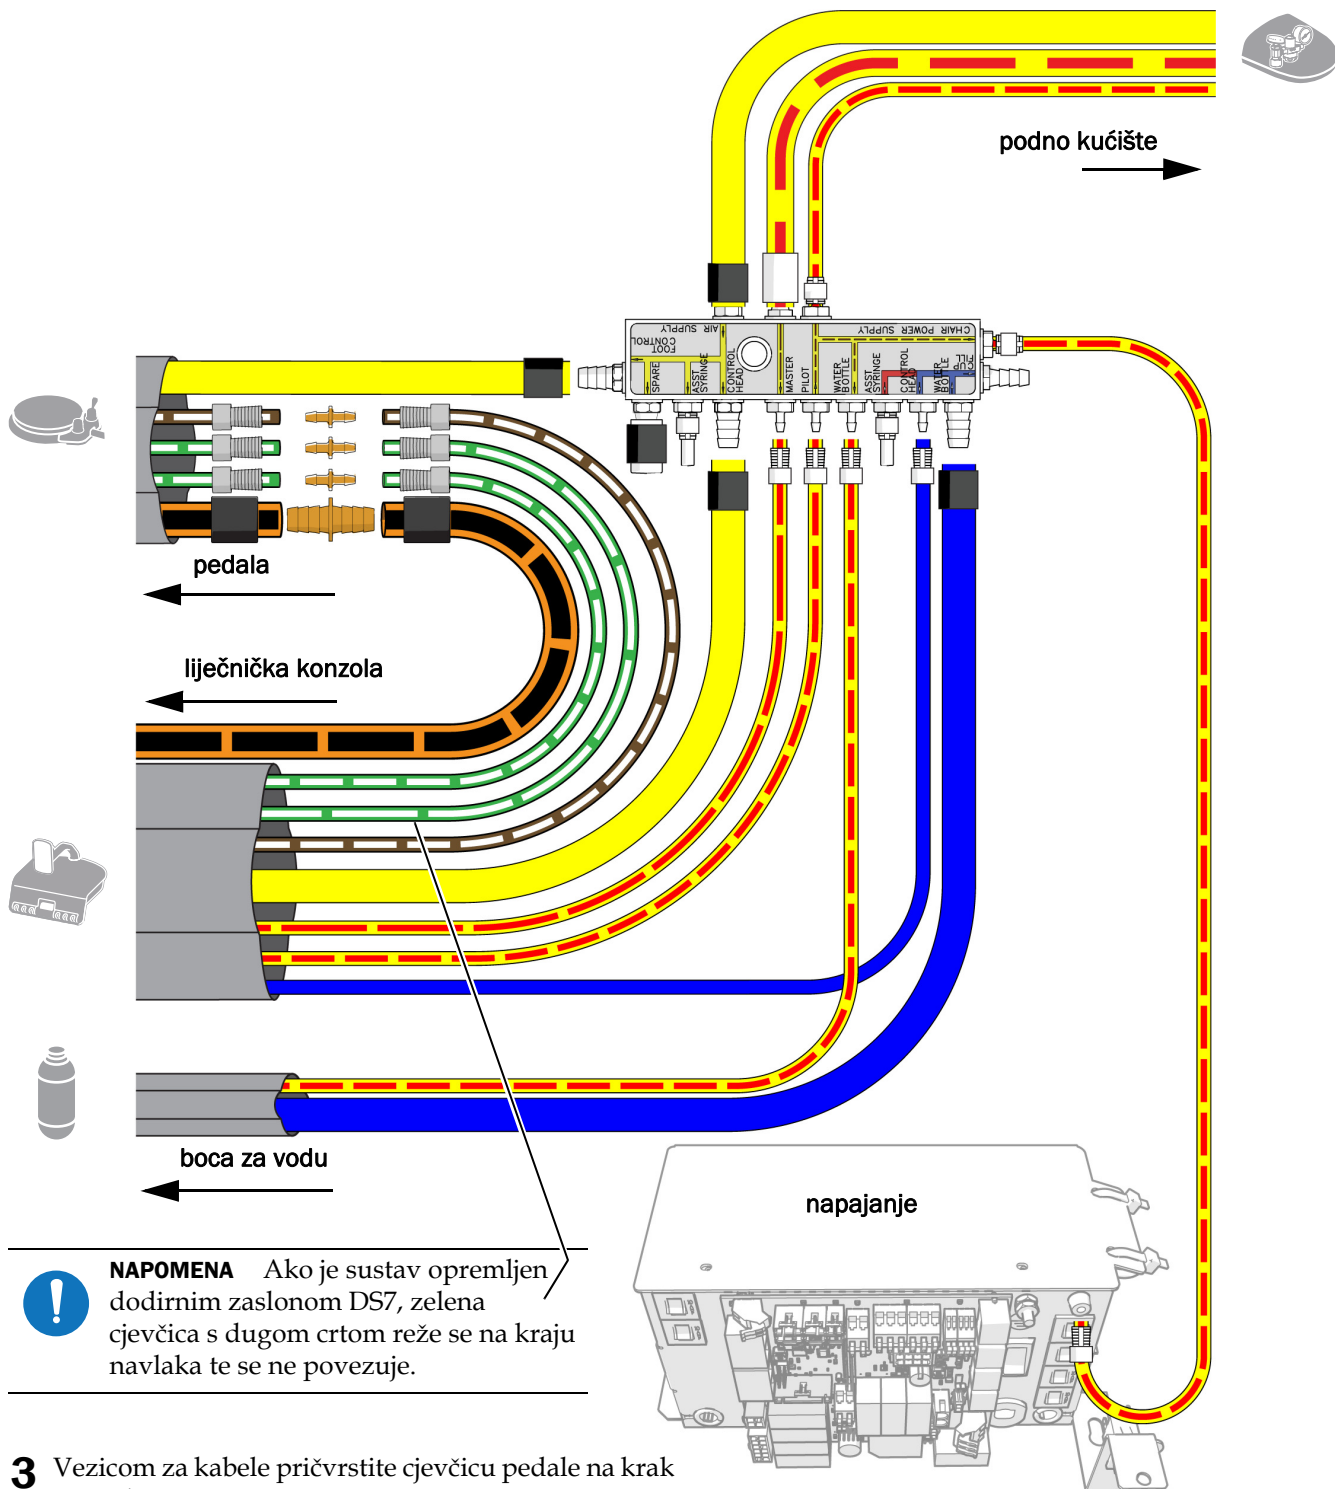 podno kućište
AIR SUPPLY
FOOT CONTROL
CHAIR POWER SUPPLY
SPARE
ASST SYRINGE
CONTROL HEAD
MASTER
PILOT
WATER BOTTLE
ASST SYRINGE
CONTROL HEAD
WATER BOTTLE
pedala
liječnička konzola
boca za vodu
napajanje
NAPOMENA Ako je sustav opremljen
dodirnim zaslonom DS7, zelena
cjevčica s dugom crtom reže se na kraju
navlaka te se ne povezuje.
3 Vezicom za kabele pričvrstite cjevčicu pedale na krak